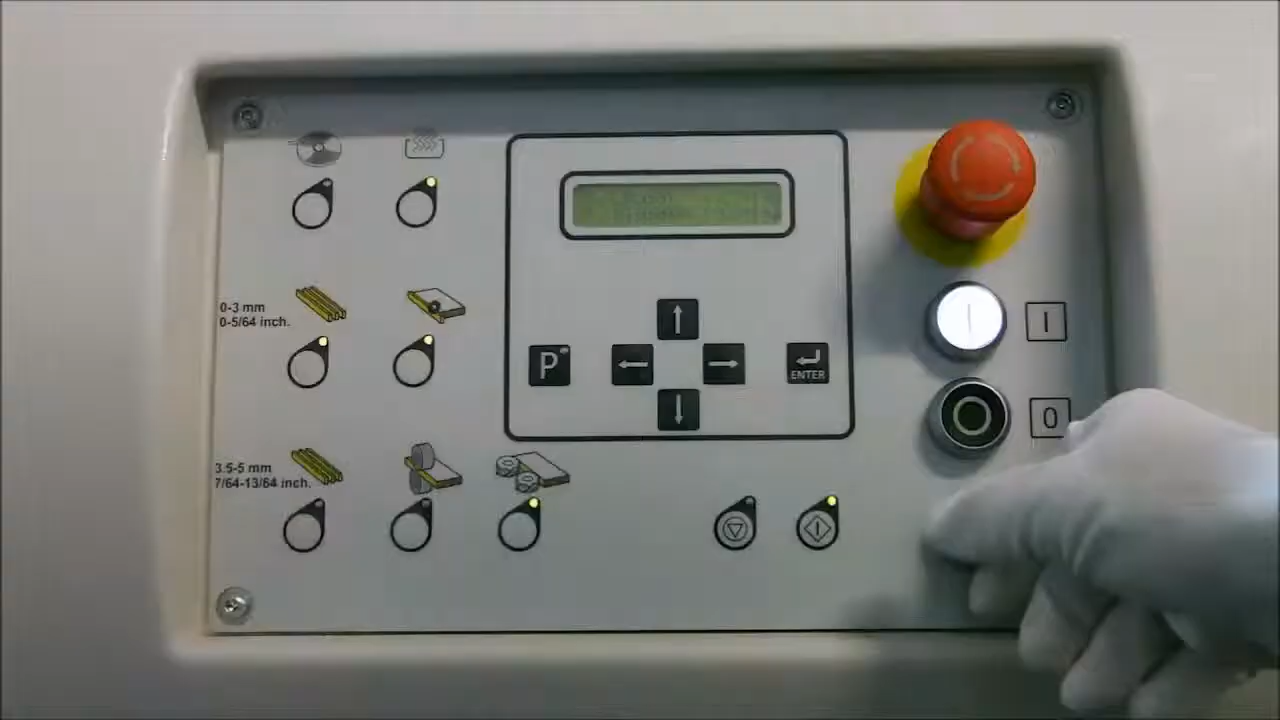 0-3 mm
0-5/64 inch.
P
ENTER
I
0
3.5-5 mm
7/64-13/64 inch.